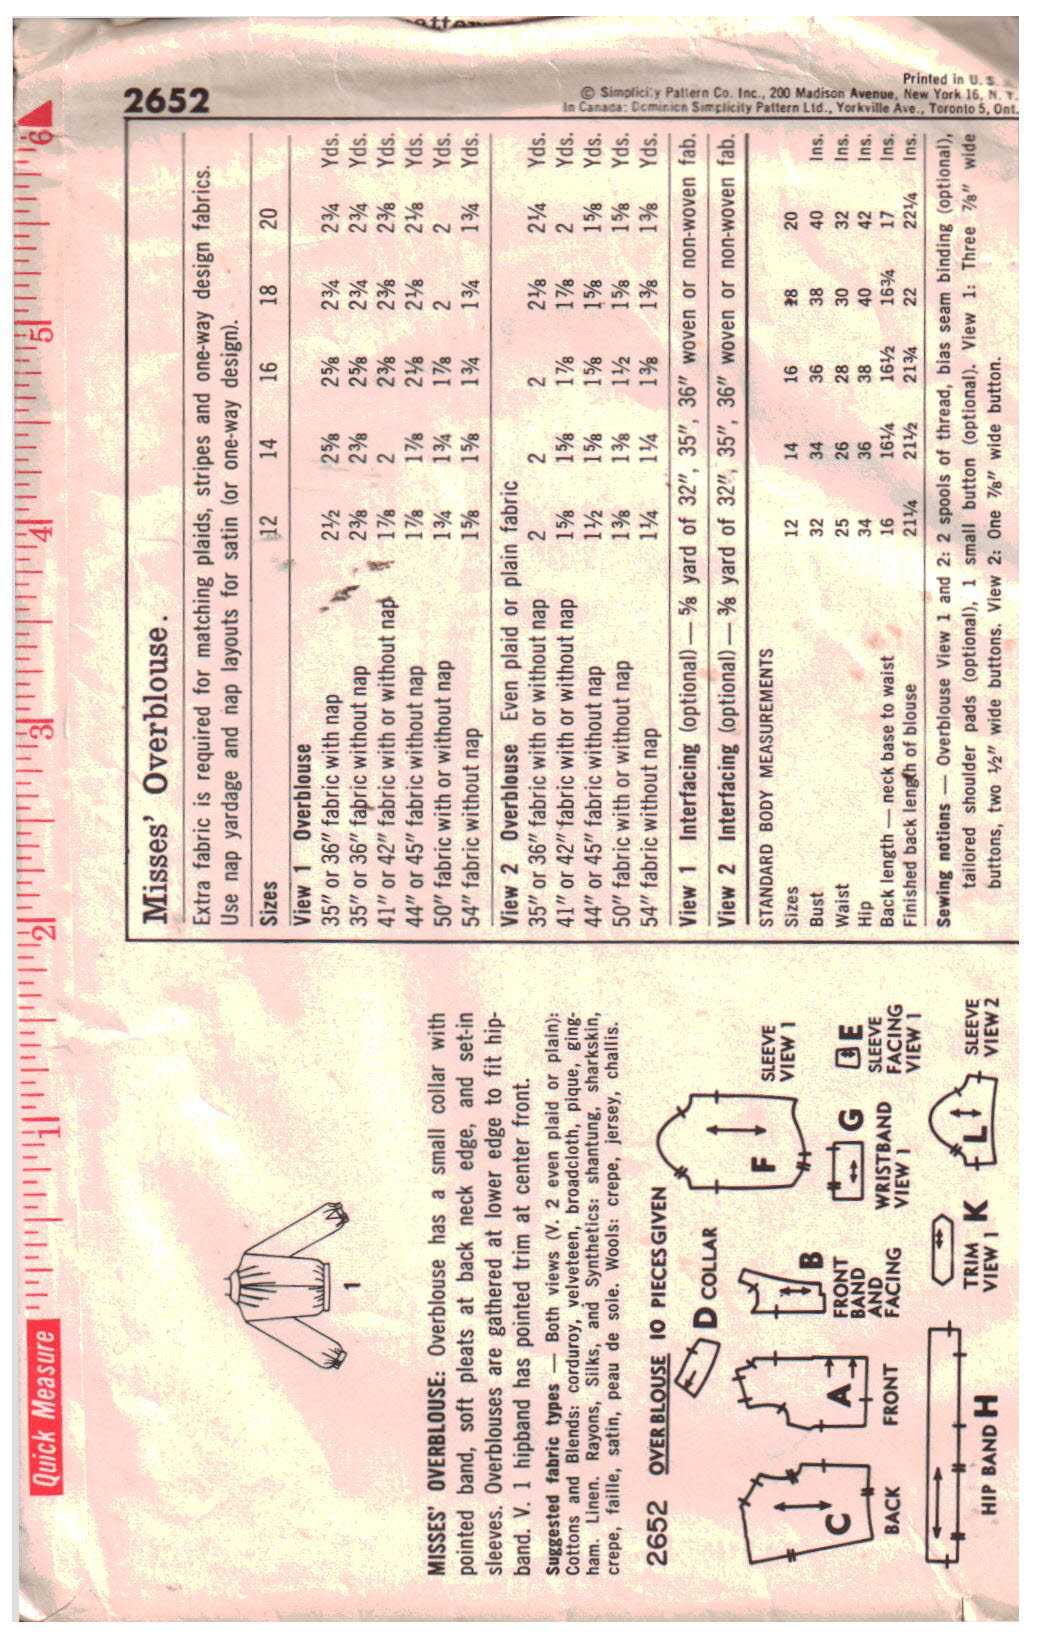 attern
2652
Printed in U. S.
© Simplicity Pattern Co. Inc., 200 Madison Avenue, New York 16, N. Y.
In Canada: Dominion Simplicity Pattern Ltd., Yorkville Ave., Toronto 5, Ont.
Quick Measure 1 2 3 4 5 6
1
MISSES' OVERBLOUSE: Overblouse has a small collar with
pointed band, soft pleats at back neck edge, and set-in
sleeves. Overblouses are gathered at lower edge to fit hip-
band. V. 1 hipband has pointed trim at center front.
Suggested fabric types — Both views (V. 2 even plaid or plain):
Cottons and Blends: corduroy, velveteen, broadcloth, pique, ging-
ham. Linen. Rayons, Silks, and Synthetics: shantung, sharkskin,
crepe, faille, satin, peau de sole. Wools: crepe, jersey, challis.
2652 OVERBLOUSE 10 PIECES GIVEN
C
BACK
A
FRONT
D COLLAR
B
FRONT
BAND
AND
FACING
F
SLEEVE
VIEW 1
G
WRISTBAND
VIEW 1
E
SLEEVE
FACING
VIEW 1
HIP BAND H
TRIM
VIEW 1 K
L
SLEEVE
VIEW 2
Misses' Overblouse.
Extra fabric is required for matching plaids, stripes and one-way design fabrics.
Use nap yardage and nap layouts for satin (or one-way design).
Sizes 12 14 16 18 20
View 1 Overblouse
35" or 36" fabric with nap 2½ 2⅝ 2⅝ 2¾ 2¾ Yds.
35" or 36" fabric without nap 2⅜ 2⅜ 2⅝ 2¾ 2¾ Yds.
41" or 42" fabric with or without nap 1⅞ 2 2⅜ 2⅜ 2⅜ Yds.
44" or 45" fabric without nap 1⅞ 1⅞ 2⅛ 2⅛ 2⅛ Yds.
50" fabric with or without nap 1¾ 1¾ 1⅞ 2 2 Yds.
54" fabric without nap 1⅝ 1⅝ 1¾ 1¾ 1¾ Yds.
View 2 Overblouse Even plaid or plain fabric
35" or 36" fabric with or without nap 2 2 2 2⅛ 2¼ Yds.
41" or 42" fabric with or without nap 1⅝ 1⅝ 1⅞ 1⅞ 2 Yds.
44" or 45" fabric without nap 1½ 1⅝ 1⅝ 1⅝ 1⅝ Yds.
50" fabric with or without nap 1⅜ 1⅜ 1½ 1⅝ 1⅝ Yds.
54" fabric without nap 1¼ 1¼ 1⅜ 1⅜ 1⅜ Yds.
View 1 Interfacing (optional) — ⅝ yard of 32", 35", 36" woven or non-woven fab.
View 2 Interfacing (optional) — ⅜ yard of 32", 35", 36" woven or non-woven fab.
STANDARD BODY MEASUREMENTS
Sizes 12 14 16 18 20
Bust 32 34 36 38 40 Ins.
Waist 25 26 28 30 32 Ins.
Hip 34 36 38 40 42 Ins.
Back length — neck base to waist 16 16¼ 16½ 16¾ 17 Ins.
Finished back length of blouse 21¼ 21½ 21¾ 22 22¼ Ins.
Sewing notions — Overblouse View 1 and 2: 2 spools of thread, bias seam binding (optional),
tailored shoulder pads (optional), 1 small button (optional). View 1: Three ⅞" wide
buttons, two ½" wide buttons. View 2: One ⅞" wide button.